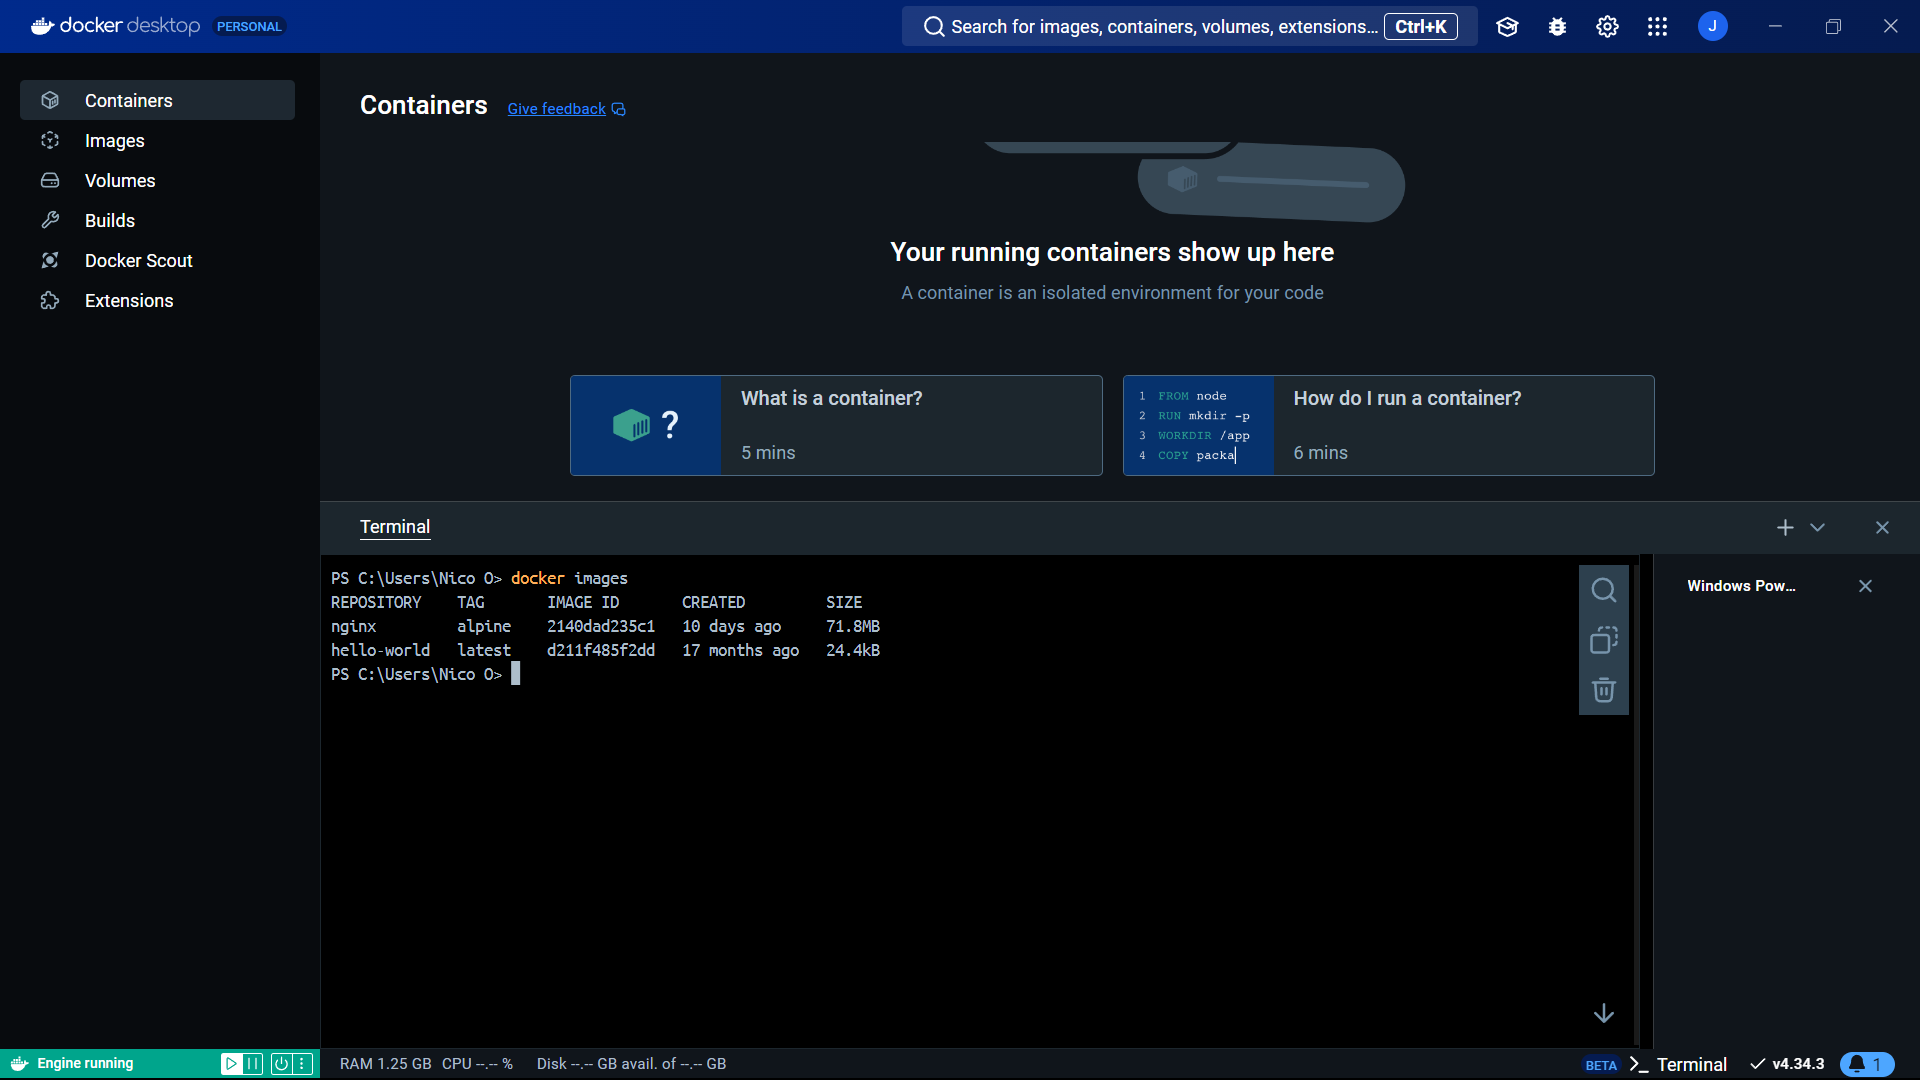 docker desktop PERSONAL
Search for images, containers, volumes, extensions... Ctrl+K
J
Containers
Images
Volumes
Builds
Docker Scout
Extensions
Containers Give feedback
Your running containers show up here
A container is an isolated environment for your code
?
What is a container?
5 mins
1 FROM node
2 RUN mkdir -p
3 WORKDIR /app
4 COPY packa
How do I run a container?
6 mins
Terminal
PS C:\Users\Nico O> docker images
REPOSITORY TAG IMAGE ID CREATED SIZE
nginx alpine 2140dad235c1 10 days ago 71.8MB
hello-world latest d211f485f2dd 17 months ago 24.4kB
PS C:\Users\Nico O>
Windows Pow...
Engine running
RAM 1.25 GB CPU --.-- % Disk --.-- GB avail. of --.-- GB
BETA Terminal v4.34.3 1